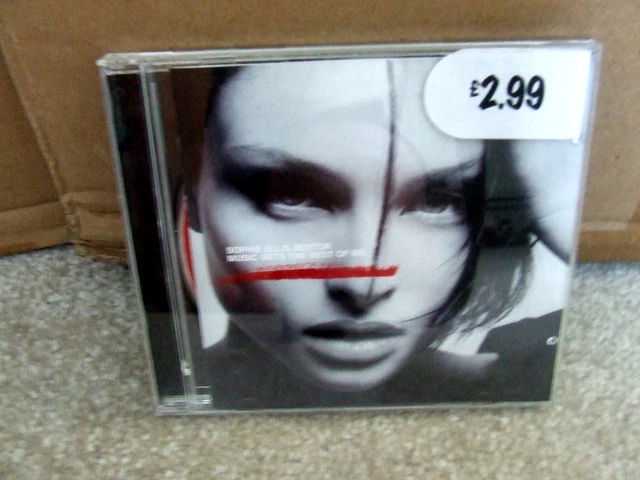 £2.99
SOPHIE ELLIS BEXTOR
MUSIC GETS THE BEST OF ME